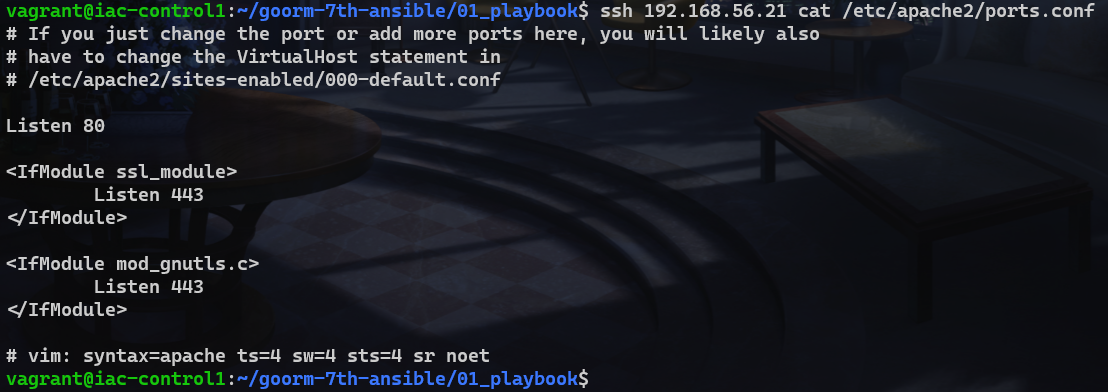 vagrant@iac-control1:~/goorm-7th-ansible/01_playbook$ ssh 192.168.56.21 cat /etc/apache2/ports.conf
# If you just change the port or add more ports here, you will likely also
# have to change the VirtualHost statement in
# /etc/apache2/sites-enabled/000-default.conf

Listen 80

<IfModule ssl_module>
        Listen 443
</IfModule>

<IfModule mod_gnutls.c>
        Listen 443
</IfModule>

# vim: syntax=apache ts=4 sw=4 sts=4 sr noet
vagrant@iac-control1:~/goorm-7th-ansible/01_playbook$